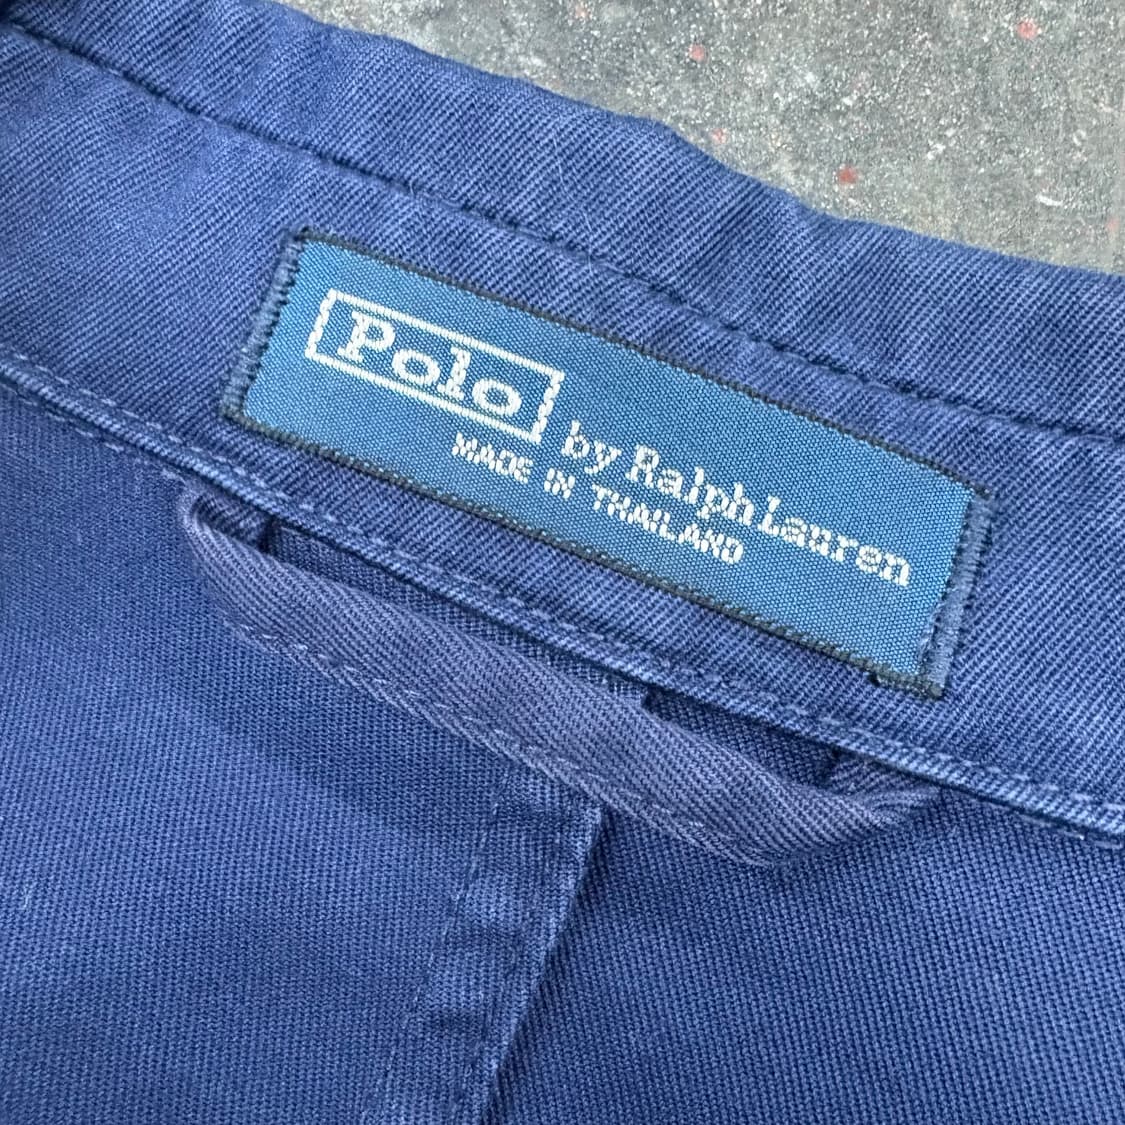 Polo by Ralph Lauren
MADE IN THAILAND